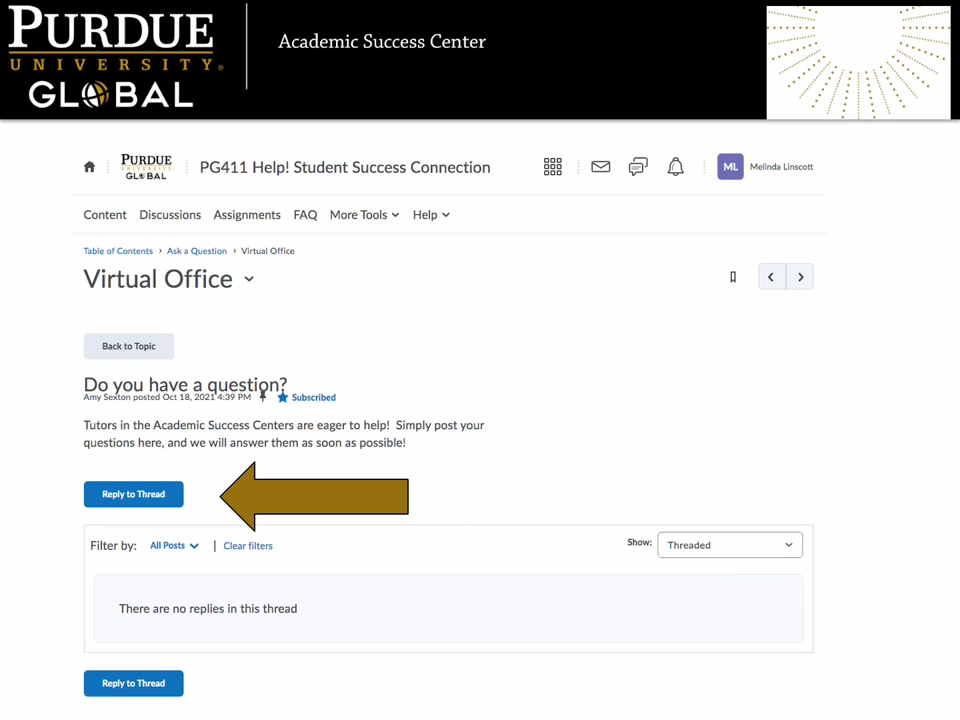 PURDUE
UNIVERSITY®
GLOBAL
Academic Success Center
PURDUE
UNIVERSITY
GLOBAL
PG411 Help! Student Success Connection
ML
Melinda Linscott
Content Discussions Assignments FAQ More Tools Help
Table of Contents › Ask a Question › Virtual Office
Virtual Office
Back to Topic
Do you have a question?
Amy Sexton posted Oct 18, 2021 4:39 PM Subscribed
Tutors in the Academic Success Centers are eager to help! Simply post your
questions here, and we will answer them as soon as possible!
Reply to Thread
Filter by: All Posts | Clear filters Show: Threaded
There are no replies in this thread
Reply to Thread